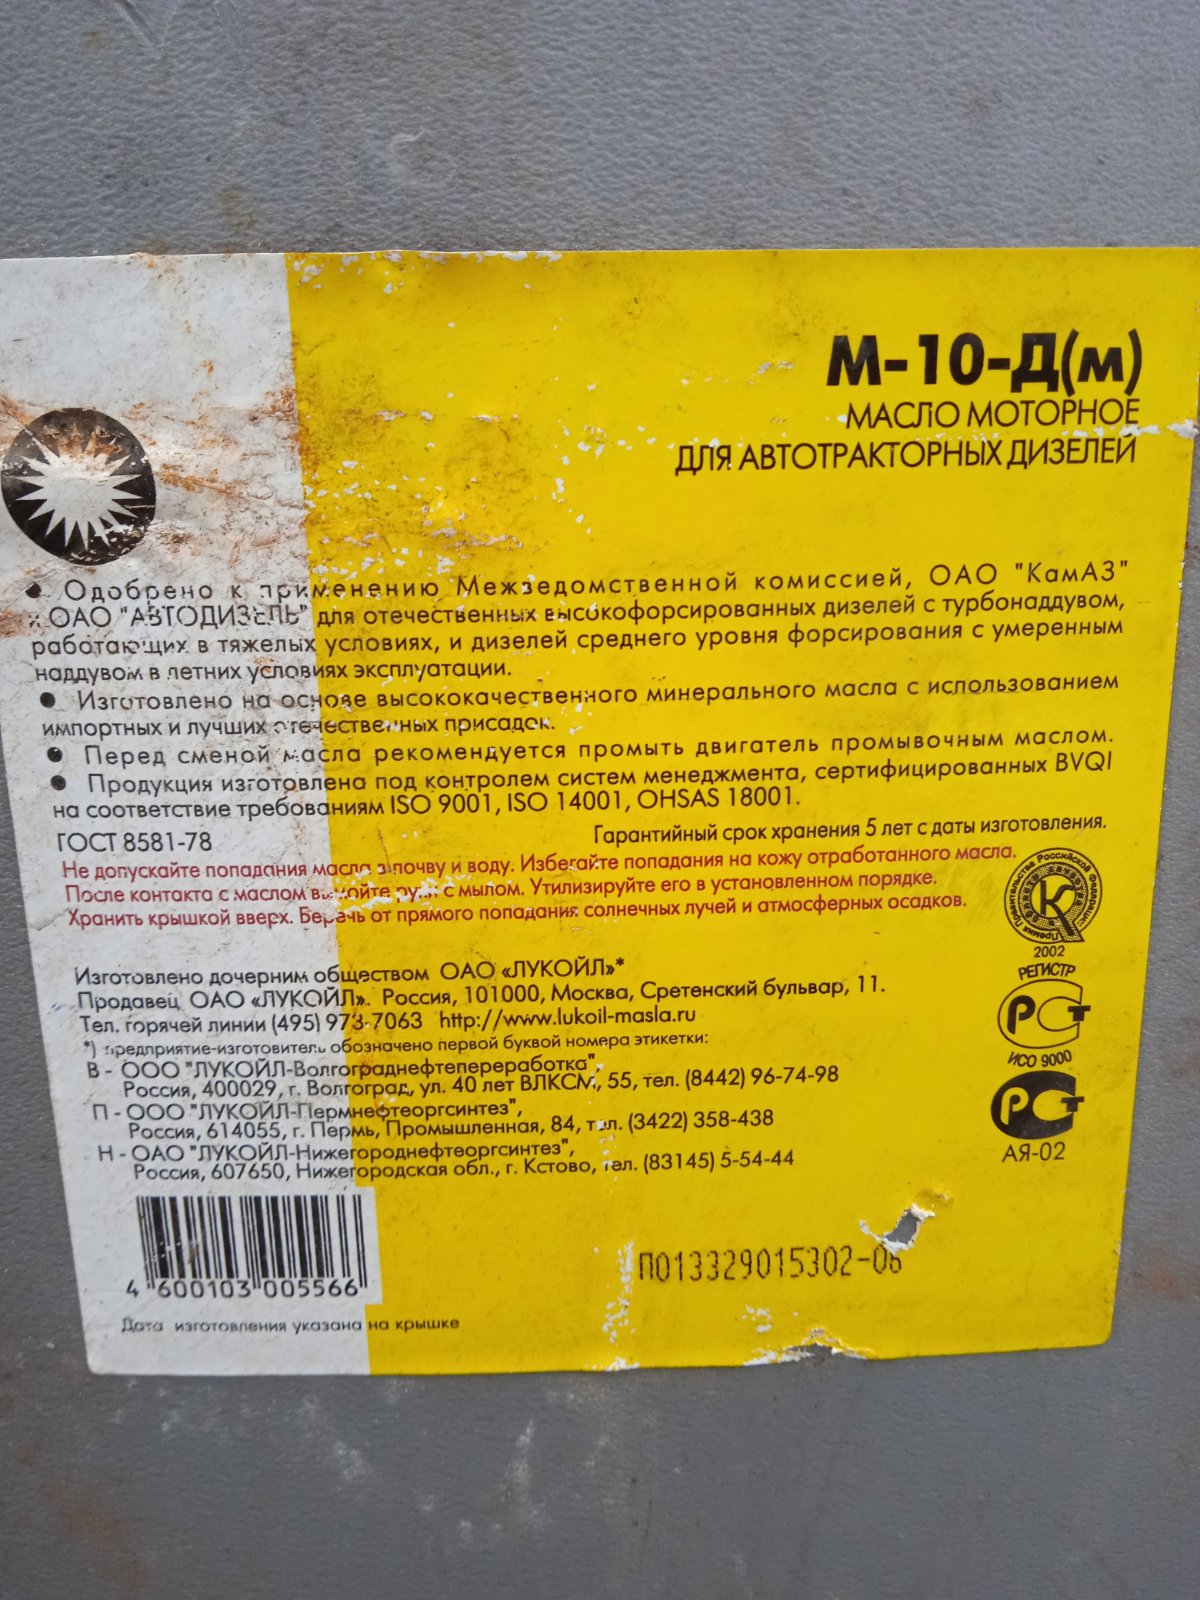 М-10-Д(м)
МАСЛО МОТОРНОЕ
ДЛЯ АВТОТРАКТОРНЫХ ДИЗЕЛЕЙ
● Одобрено к применению Межведомственной комиссией, ОАО "КамАЗ"
и ОАО "АВТОДИЗЕЛЬ" для отечественных высокофорсированных дизелей с турбонаддувом,
работающих в тяжелых условиях, и дизелей среднего уровня форсирования с умеренным
наддувом в летних условиях эксплуатации.
● Изготовлено на основе высококачественного минерального масла с использованием
импортных и лучших отечественных присадок.
● Перед сменой масла рекомендуется промыть двигатель промывочным маслом.
● Продукция изготовлена под контролем систем менеджмента, сертифицированных BVQI
на соответствие требованиям ISO 9001, ISO 14001, OHSAS 18001.
ГОСТ 8581-78 Гарантийный срок хранения 5 лет с даты изготовления.
Не допускайте попадания масла в почву и воду. Избегайте попадания на кожу отработанного масла.
После контакта с маслом вымойте руки с мылом. Утилизируйте его в установленном порядке.
Хранить крышкой вверх. Беречь от прямого попадания солнечных лучей и атмосферных осадков.
Премия Правительства Российской Федерации
К
2002
Изготовлено дочерним обществом ОАО «ЛУКОЙЛ»*
Продавец ОАО «ЛУКОЙЛ». Россия, 101000, Москва, Сретенский бульвар, 11.
Тел. горячей линии (495) 973-7063 http://www.lukoil-masla.ru
*) предприятие-изготовитель обозначено первой буквой номера этикетки:
В - ООО "ЛУКОЙЛ-Волгограднефтепереработка",
Россия, 400029, г. Волгоград, ул. 40 лет ВЛКСМ, 55, тел. (8442) 96-74-98
П - ООО "ЛУКОЙЛ-Пермнефтеоргсинтез",
Россия, 614055, г. Пермь, Промышленная, 84, тел. (3422) 358-438
Н - ОАО "ЛУКОЙЛ-Нижегороднефтеоргсинтез",
Россия, 607650, Нижегородская обл., г. Кстово, тел. (83145) 5-54-44
РЕГИСТР
РСТ
ИСО 9000
РСТ
АЯ-02
4 600103 005566
П013329015302-06
Дата изготовления указана на крышке